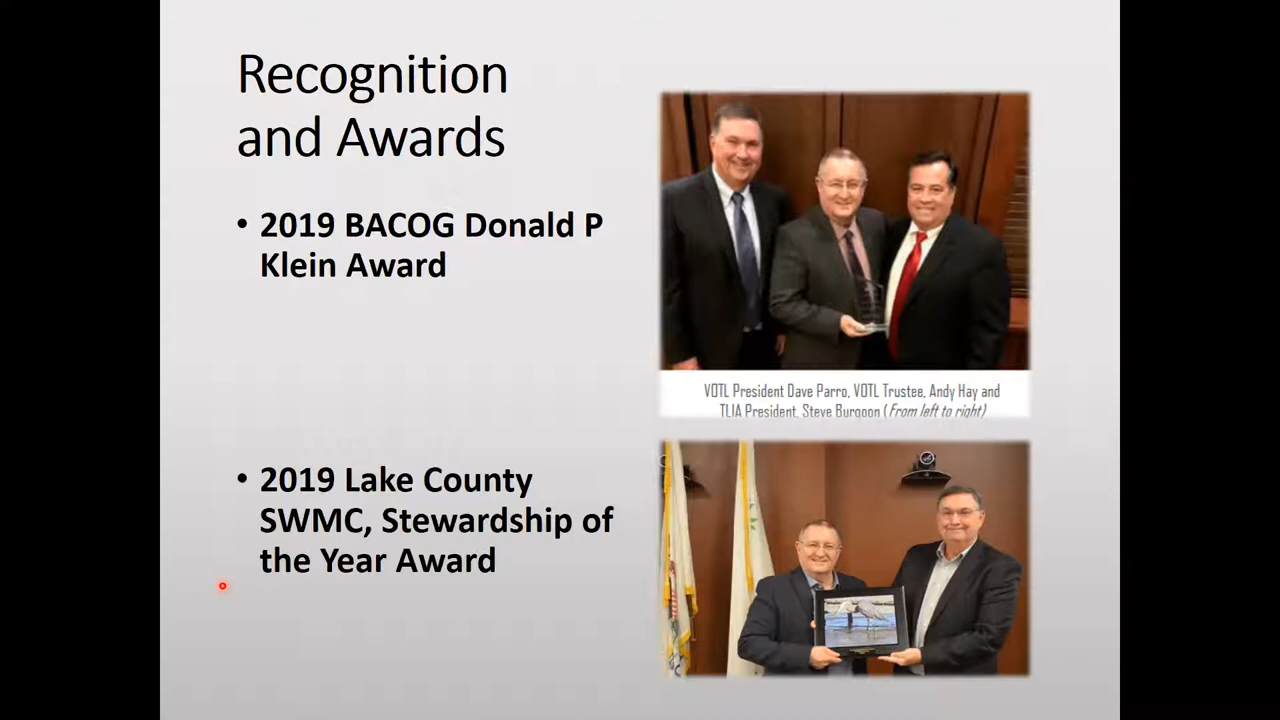 Recognition
and Awards
• 2019 BACOG Donald P
Klein Award
VOTL President Dave Parro, VOTL Trustee, Andy Hay and
TLIA President, Steve Burgoon (From left to right)
• 2019 Lake County
SWMC, Stewardship of
the Year Award